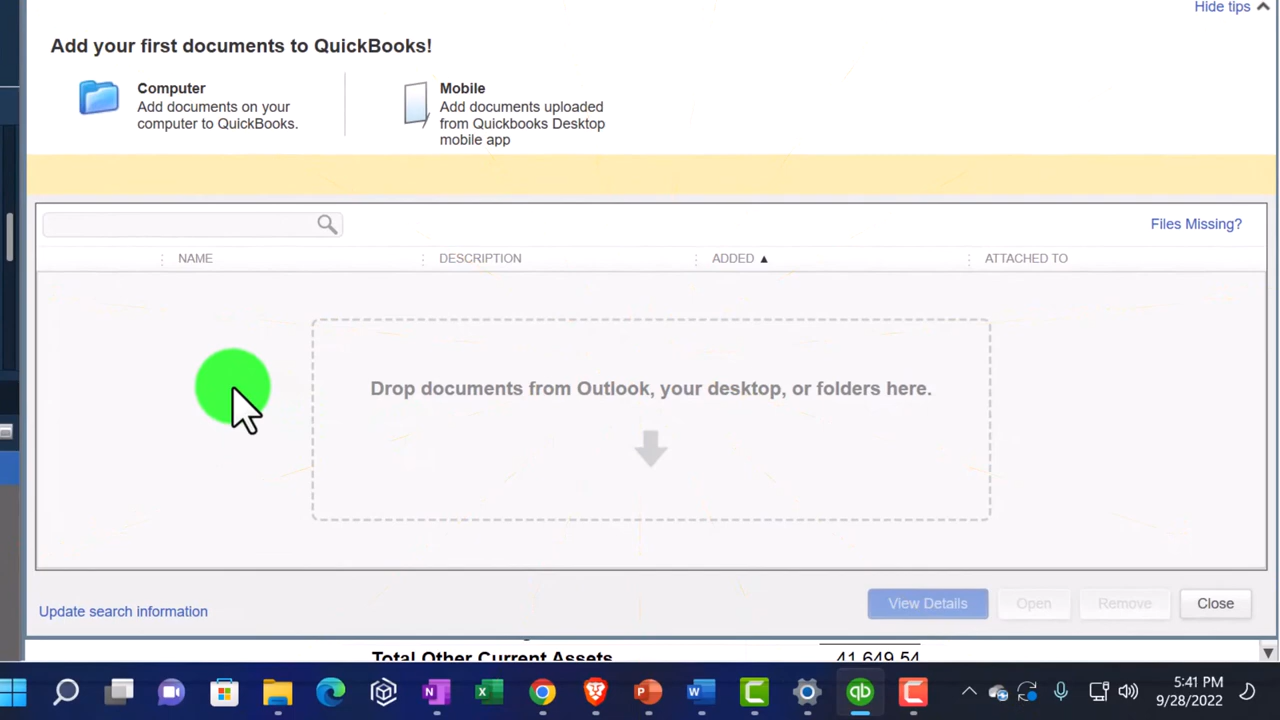 Hide tips
Add your first documents to QuickBooks!
Computer
Add documents on your
computer to QuickBooks.
Mobile
Add documents uploaded
from Quickbooks Desktop
mobile app
Files Missing?
NAME
DESCRIPTION
ADDED ▲
ATTACHED TO
Drop documents from Outlook, your desktop, or folders here.
Update search information
View Details
Open
Remove
Close
Total Other Current Assets
41,649.54
N
X
P
W
C
qb
C
5:41 PM
9/28/2022